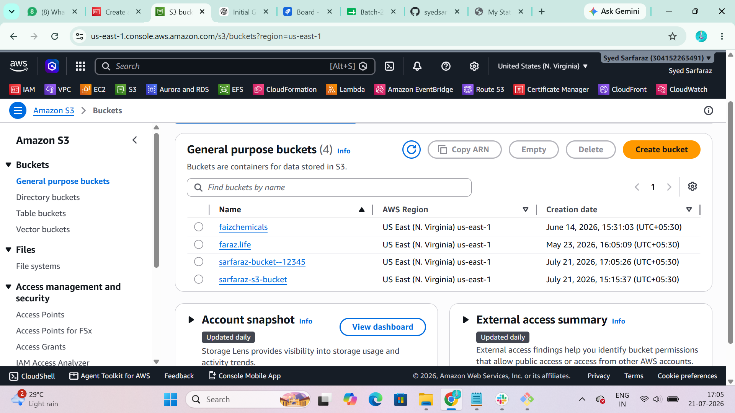 (8) Wha
Create
S3 buck
Initial C
Board -
Batch-3
syedsar
My Stat
Ask Gemini
us-east-1.console.aws.amazon.com/s3/buckets?region=us-east-1
aws
Search [Alt+S]
United States (N. Virginia)
Syed Sarfaraz (304152263491)
Syed Sarfaraz
IAM VPC EC2 S3 Aurora and RDS EFS CloudFormation Lambda Amazon EventBridge Route 53 Certificate Manager CloudFront CloudWatch
Amazon S3 > Buckets
Amazon S3
Buckets
General purpose buckets
Directory buckets
Table buckets
Vector buckets
Files
File systems
Access management and security
Access Points
Access Points for FSx
Access Grants
IAM Access Analyzer
General purpose buckets (4) Info
Copy ARN Empty Delete Create bucket
Buckets are containers for data stored in S3.
Find buckets by name
1
Name AWS Region Creation date
faizchemicals US East (N. Virginia) us-east-1 June 14, 2026, 15:31:03 (UTC+05:30)
faraz.life US East (N. Virginia) us-east-1 May 23, 2026, 16:05:09 (UTC+05:30)
sarfaraz-bucket--12345 US East (N. Virginia) us-east-1 July 21, 2026, 17:05:26 (UTC+05:30)
sarfaraz-s3-bucket US East (N. Virginia) us-east-1 July 21, 2026, 15:15:37 (UTC+05:30)
Account snapshot Info
View dashboard
Updated daily
Storage Lens provides visibility into storage usage and
activity trends.
External access summary Info
Updated daily
External access findings help you identify bucket permissions
that allow public access or access from other AWS accounts.
CloudShell Agent Toolkit for AWS Feedback Console Mobile App © 2026, Amazon Web Services, Inc. or its affiliates. Privacy Terms Cookie preferences
2
29°C
Light rain
Search
ENG
IN
17:05
21-07-2026